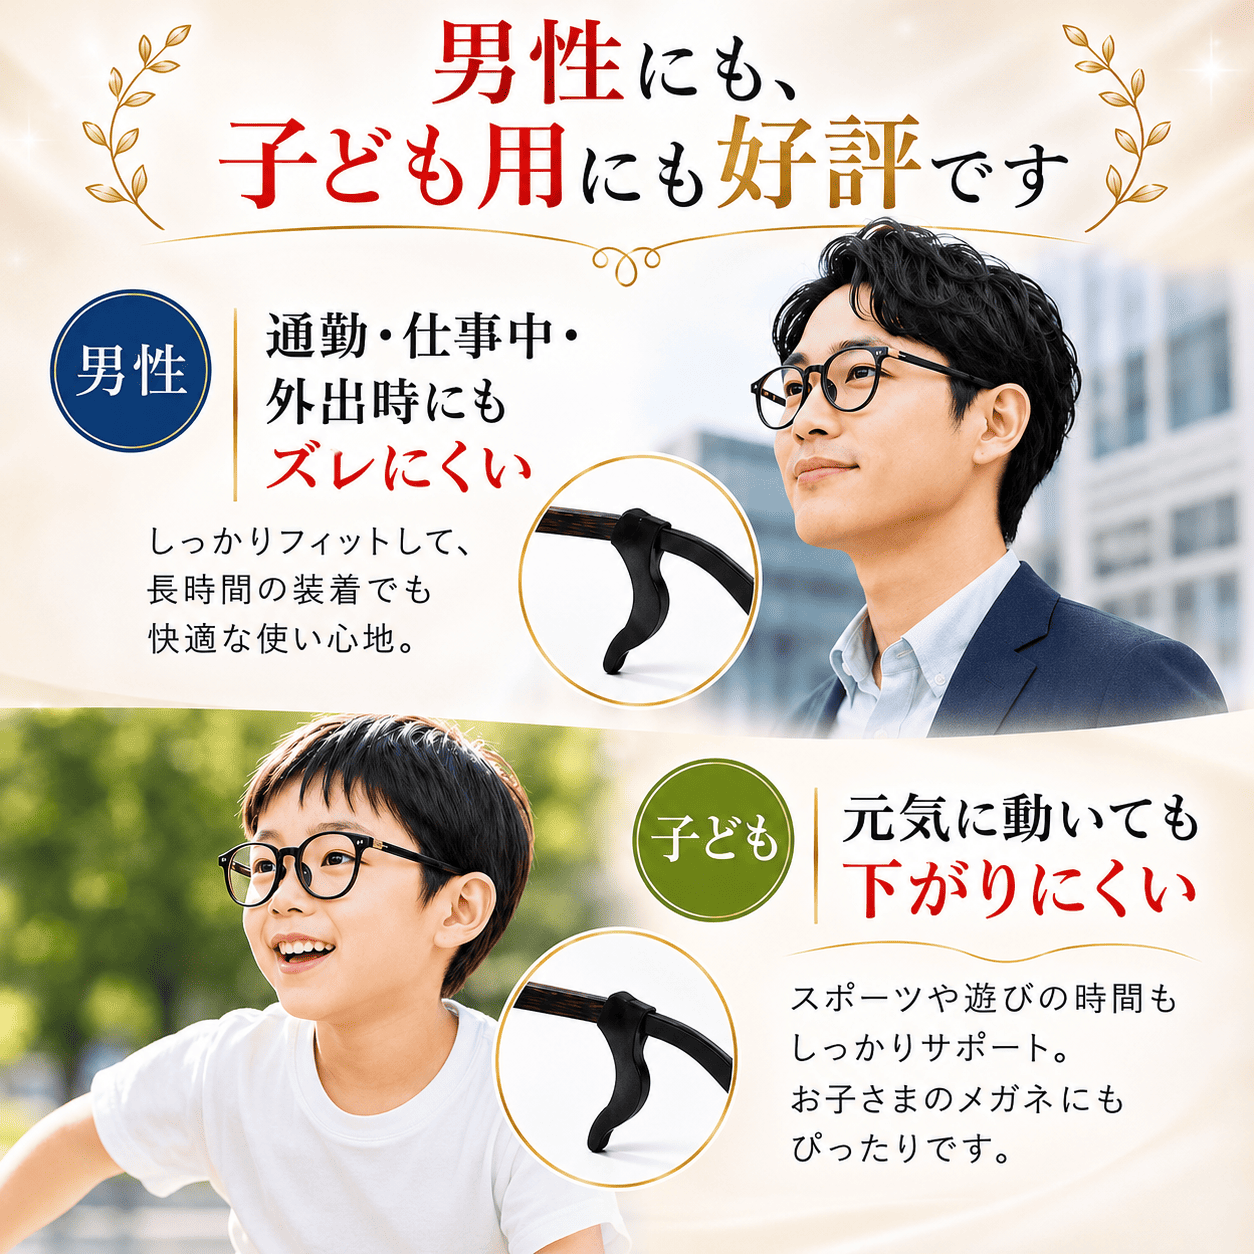 男性にも、
子ども用にも好評です
男性
通勤・仕事中・
外出時にも
ズレにくい
しっかりフィットして、
長時間の装着でも
快適な使い心地。
子ども
元気に動いても
下がりにくい
スポーツや遊びの時間も
しっかりサポート。
お子さまのメガネにも
ぴったりです。